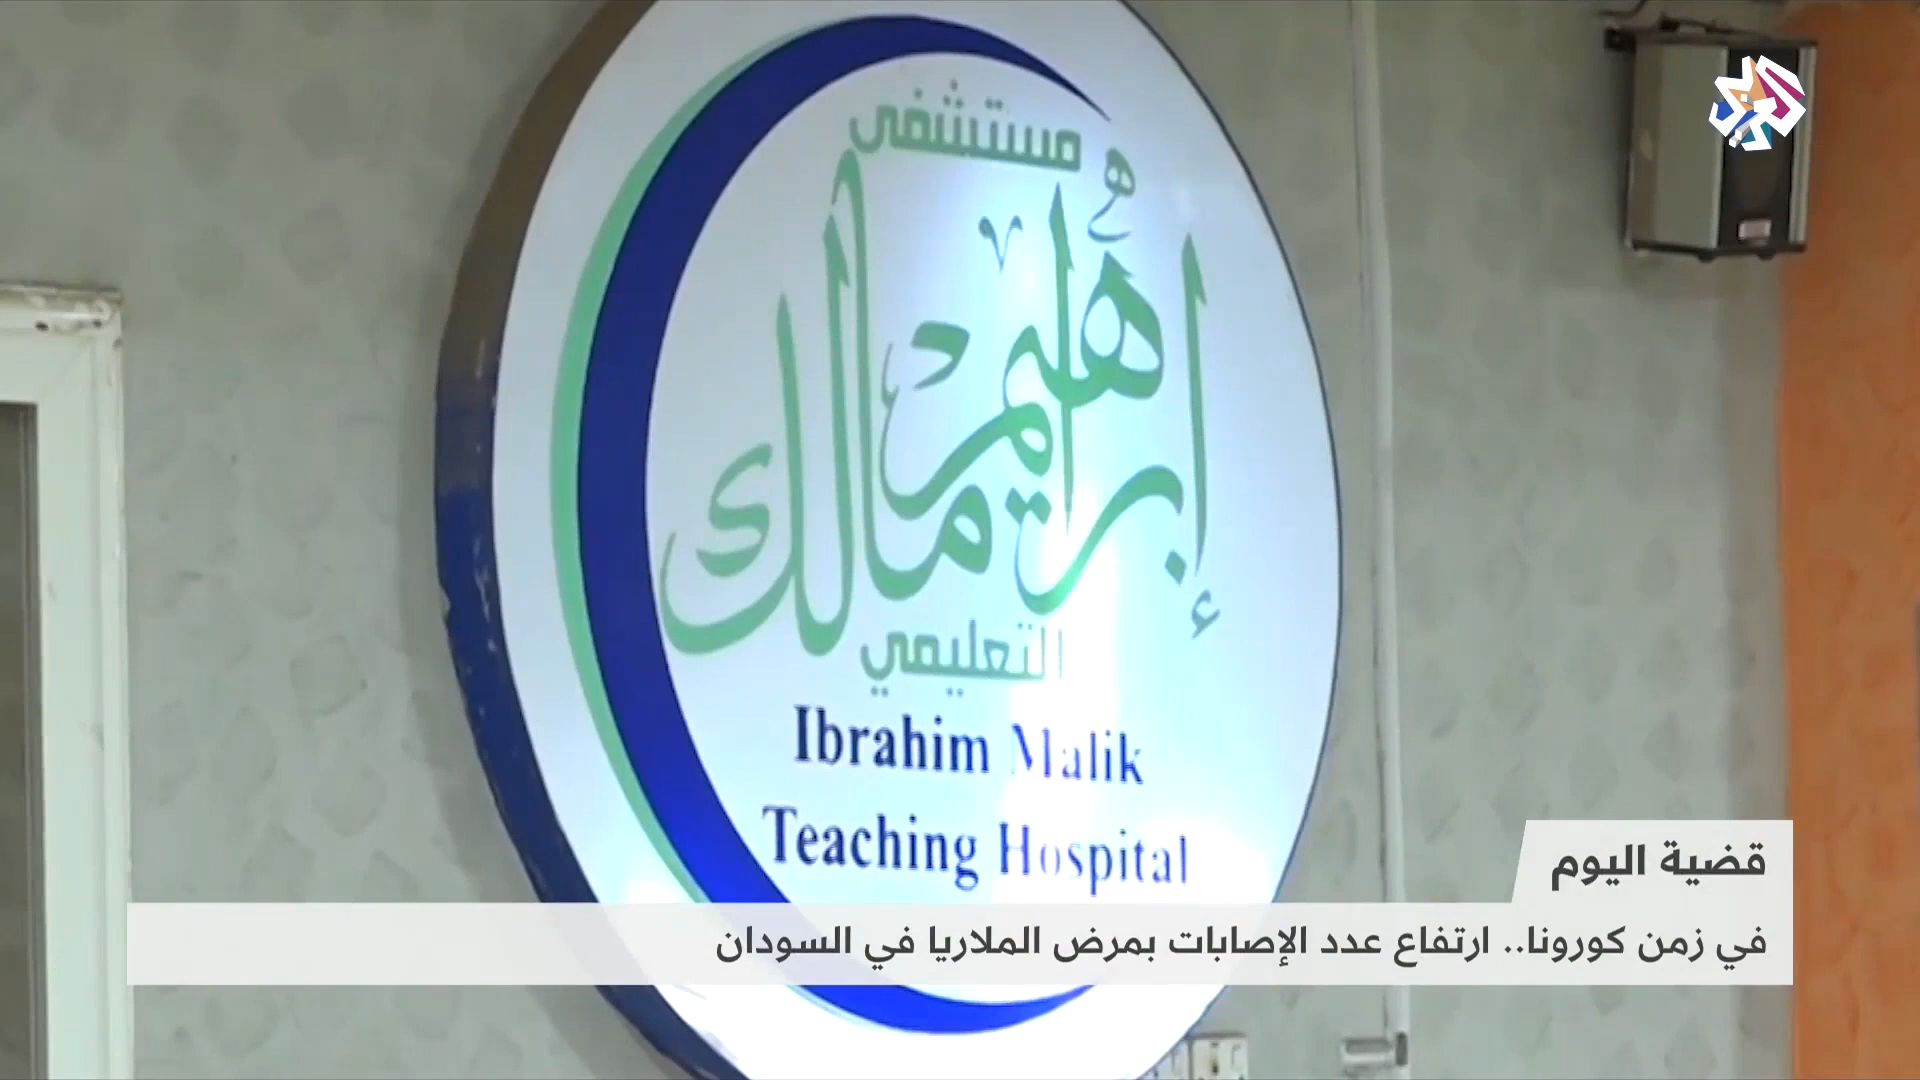 مستشفى
إبراهيم مالك
التعليمي
Ibrahim Malik
Teaching Hospital
قضية اليوم
في زمن كورونا.. ارتفاع عدد الإصابات بمرض الملاريا في السودان